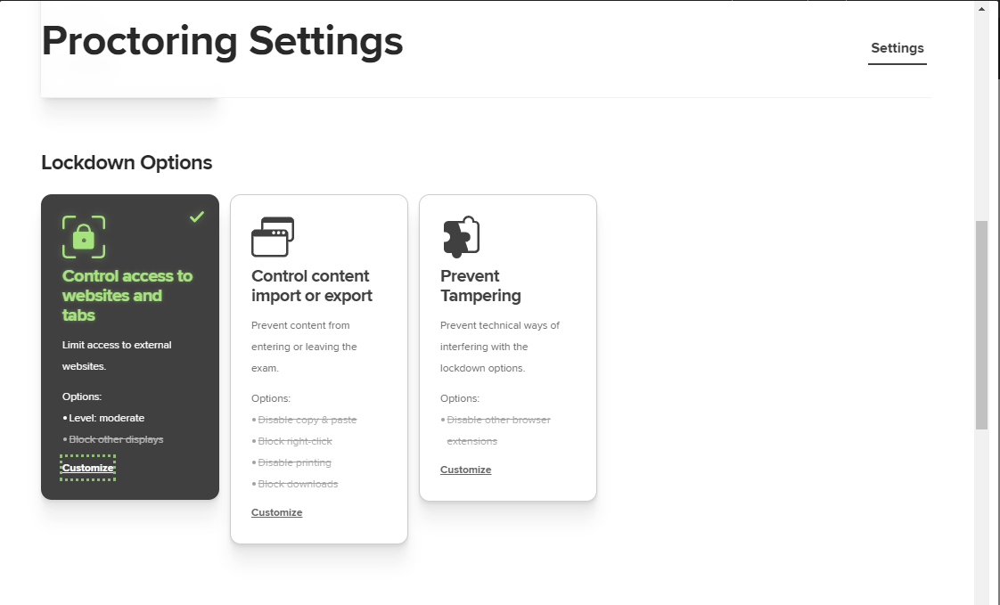 Proctoring Settings
Settings
Lockdown Options
Control access to
websites and
tabs
Limit access to external
websites.
Options:
• Level: moderate
• Block other displays
Customize
Control content
import or export
Prevent content from
entering or leaving the
exam.
Options:
• Disable copy & paste
• Block right-click
• Disable printing
• Block downloads
Customize
Prevent
Tampering
Prevent technical ways of
interfering with the
lockdown options.
Options:
• Disable other browser
extensions
Customize